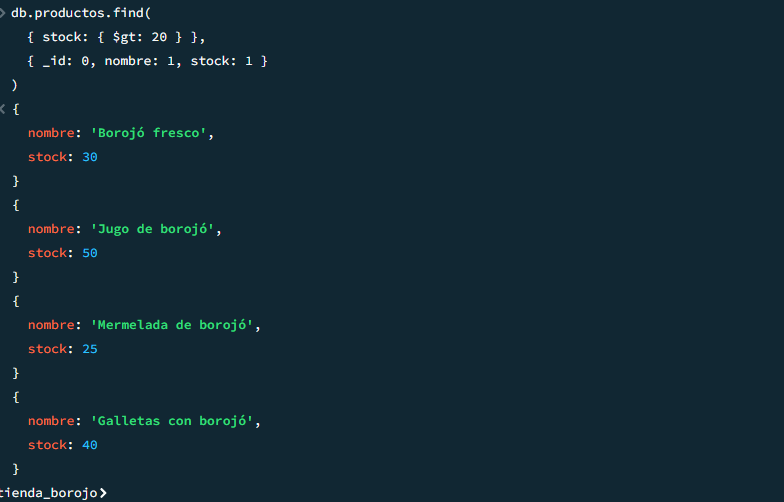 > db.productos.find(
{ stock: { $gt: 20 } },
{ _id: 0, nombre: 1, stock: 1 }
)
< {
nombre: 'Borojó fresco',
stock: 30
}
{
nombre: 'Jugo de borojó',
stock: 50
}
{
nombre: 'Mermelada de borojó',
stock: 25
}
{
nombre: 'Galletas con borojó',
stock: 40
}
tienda_borojo>